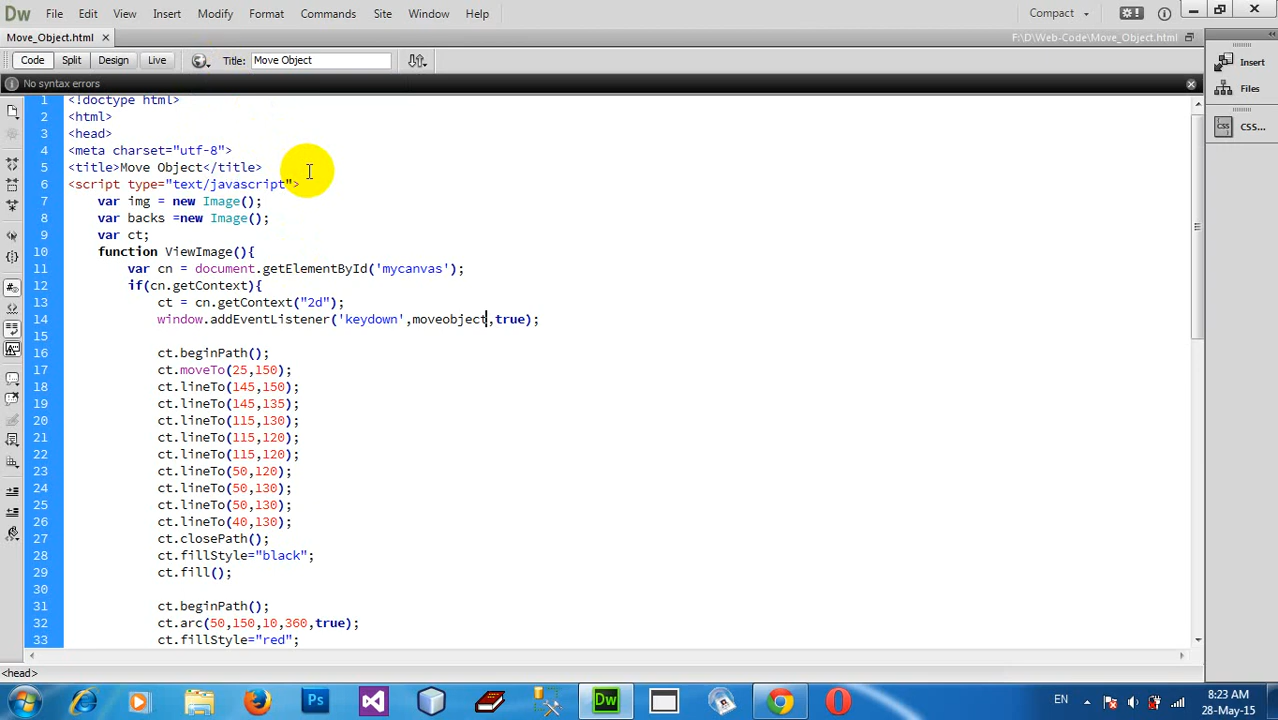 Dw File Edit View Insert Modify Format Commands Site Window Help Compact
Move_Object.html × F:\D\Web-Code\Move_Object.html
Code Split Design Live Title: Move Object
No syntax errors
Insert
Files
CSS...
1 <!doctype html>
2 <html>
3 <head>
4 <meta charset="utf-8">
5 <title>Move Object</title>
6 <script type="text/javascript">
7 var img = new Image();
8 var backs =new Image();
9 var ct;
10 function ViewImage(){
11 var cn = document.getElementById('mycanvas');
12 if(cn.getContext){
13 ct = cn.getContext("2d");
14 window.addEventListener('keydown',moveobject,true);
15
16 ct.beginPath();
17 ct.moveTo(25,150);
18 ct.lineTo(145,150);
19 ct.lineTo(145,135);
20 ct.lineTo(115,130);
21 ct.lineTo(115,120);
22 ct.lineTo(115,120);
23 ct.lineTo(50,120);
24 ct.lineTo(50,130);
25 ct.lineTo(50,130);
26 ct.lineTo(40,130);
27 ct.closePath();
28 ct.fillStyle="black";
29 ct.fill();
30
31 ct.beginPath();
32 ct.arc(50,150,10,360,true);
33 ct.fillStyle="red";
<head>
Ps Dw EN 8:23 AM
28-May-15